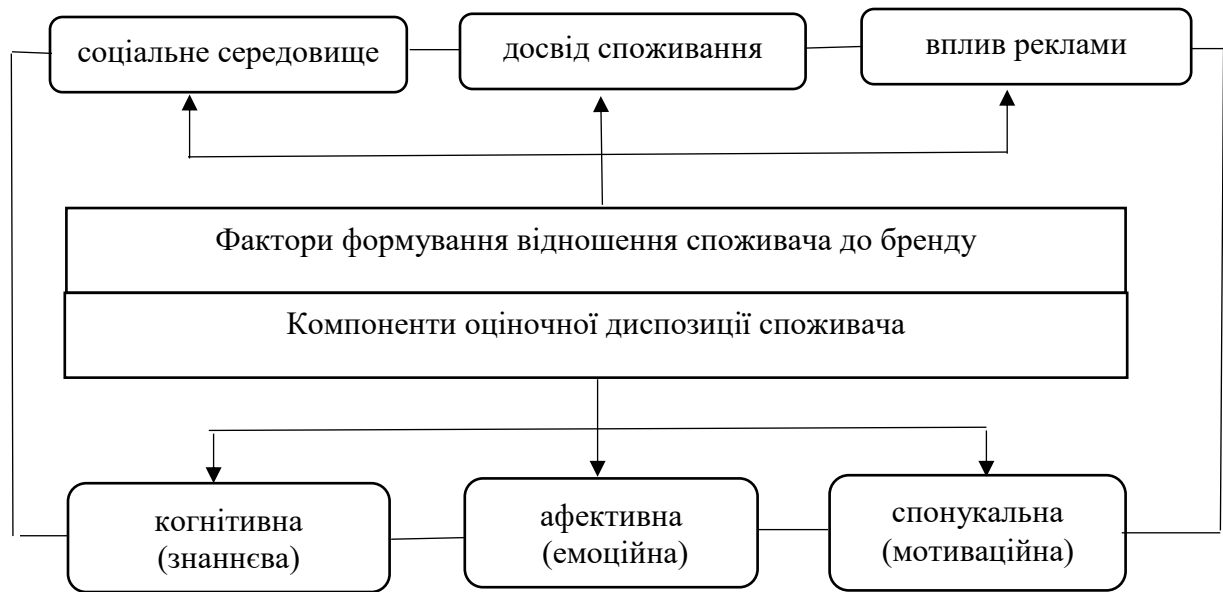 соціальне середовище
досвід споживання
вплив реклами
Фактори формування відношення споживача до бренду
Компоненти оціночної диспозиції споживача
когнітивна
(знаннєва)
афективна
(емоційна)
спонукальна
(мотиваційна)